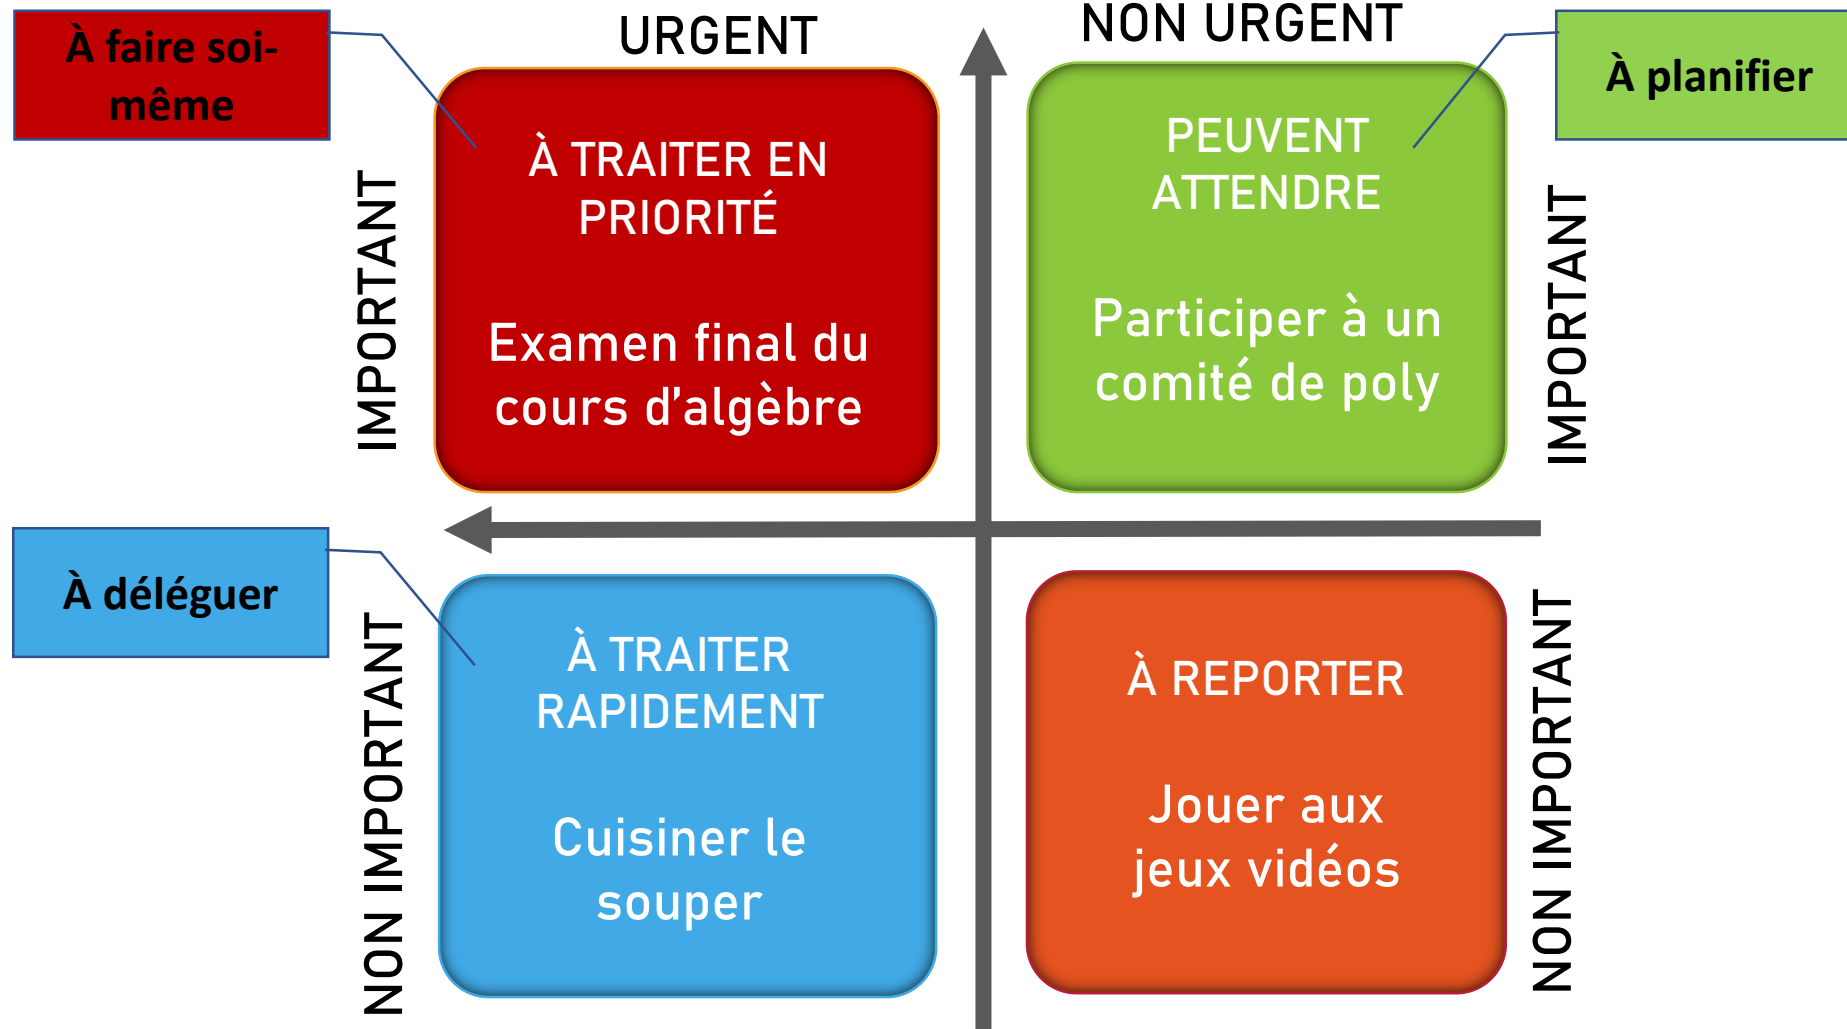 URGENT
NON URGENT
À faire soi-
même
À planifier
IMPORTANT
À TRAITER EN
PRIORITÉ
Examen final du
cours d'algèbre
PEUVENT
ATTENDRE
Participer à un
comité de poly
IMPORTANT
À déléguer
NON IMPORTANT
À TRAITER
RAPIDEMENT
Cuisiner le
souper
À REPORTER
Jouer aux
jeux vidéos
NON IMPORTANT